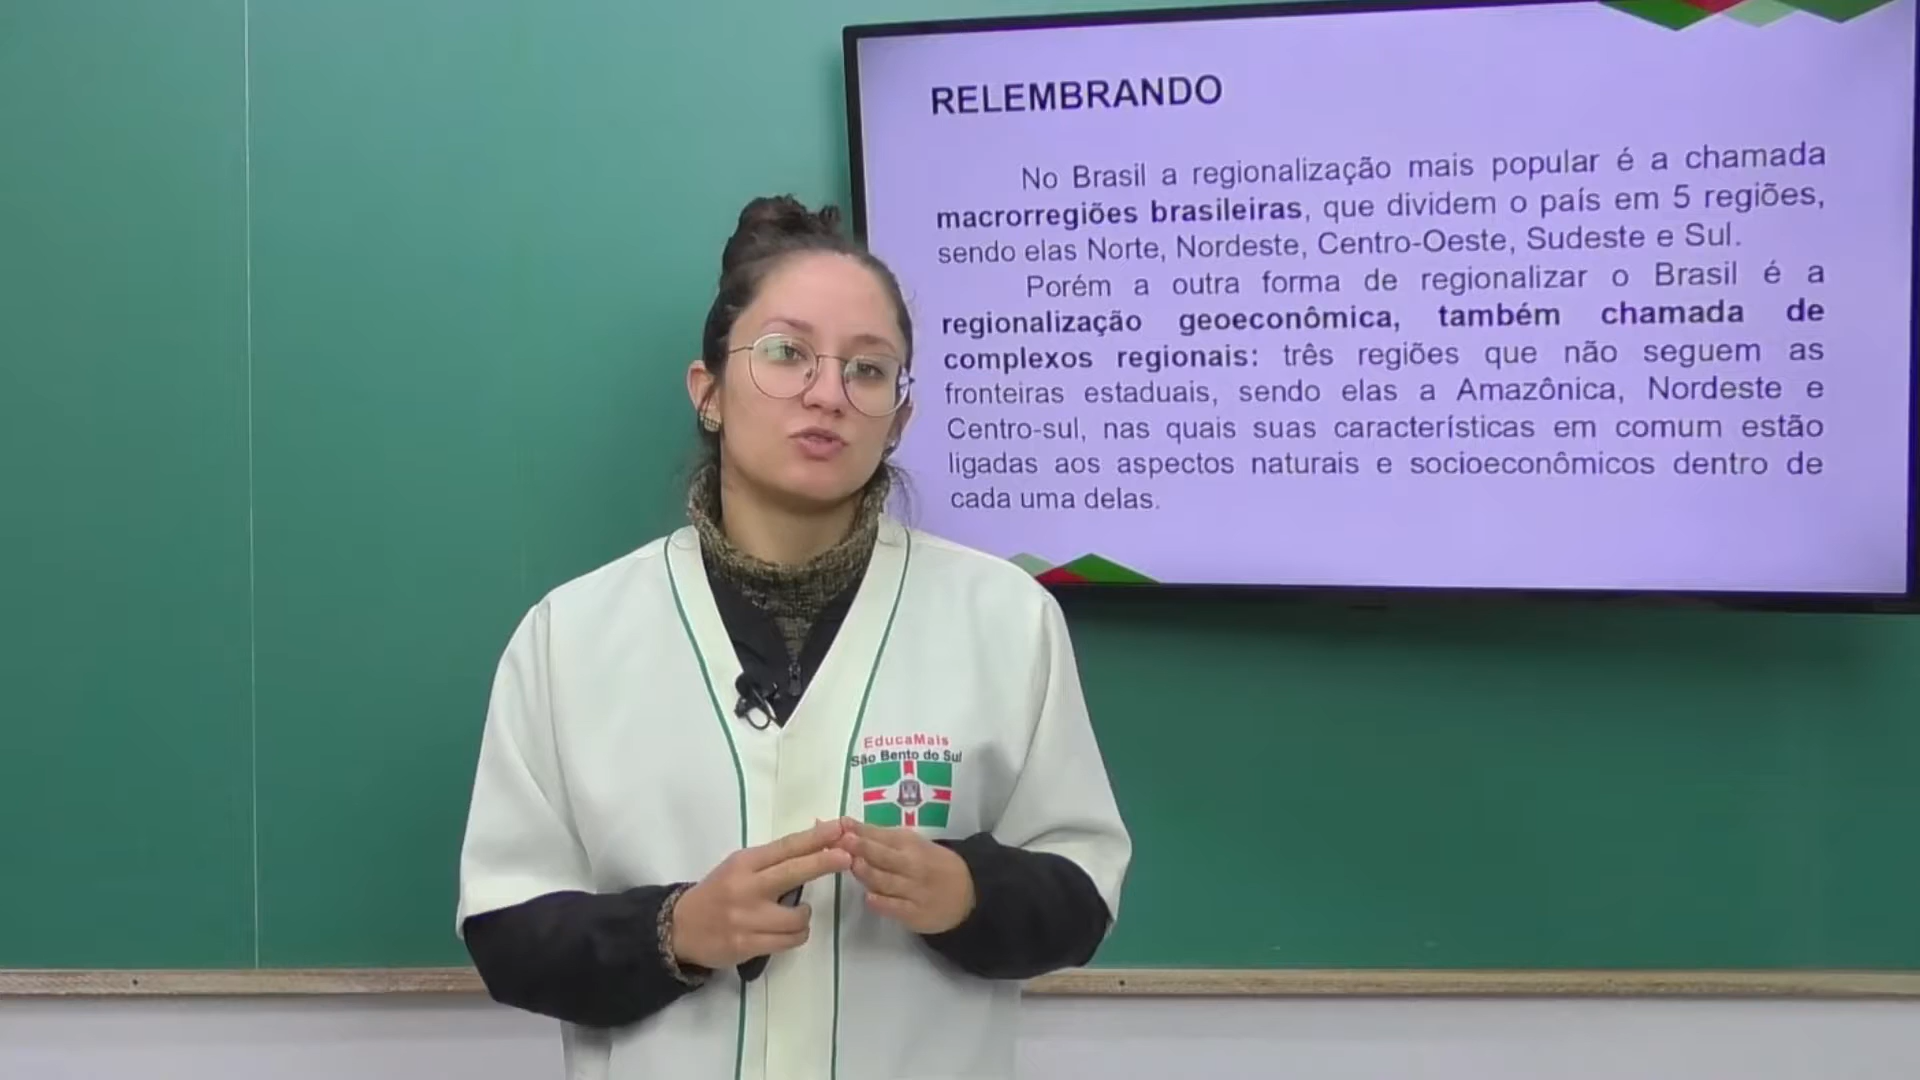 RELEMBRANDO
No Brasil a regionalização mais popular é a chamada
macrorregiões brasileiras, que dividem o país em 5 regiões,
sendo elas Norte, Nordeste, Centro-Oeste, Sudeste e Sul.
Porém a outra forma de regionalizar o Brasil é a
regionalização geoeconômica, também chamada de
complexos regionais: três regiões que não seguem as
fronteiras estaduais, sendo elas a Amazônica, Nordeste e
Centro-sul, nas quais suas características em comum estão
ligadas aos aspectos naturais e socioeconômicos dentro de
cada uma delas.
EducaMais
São Bento do Sul